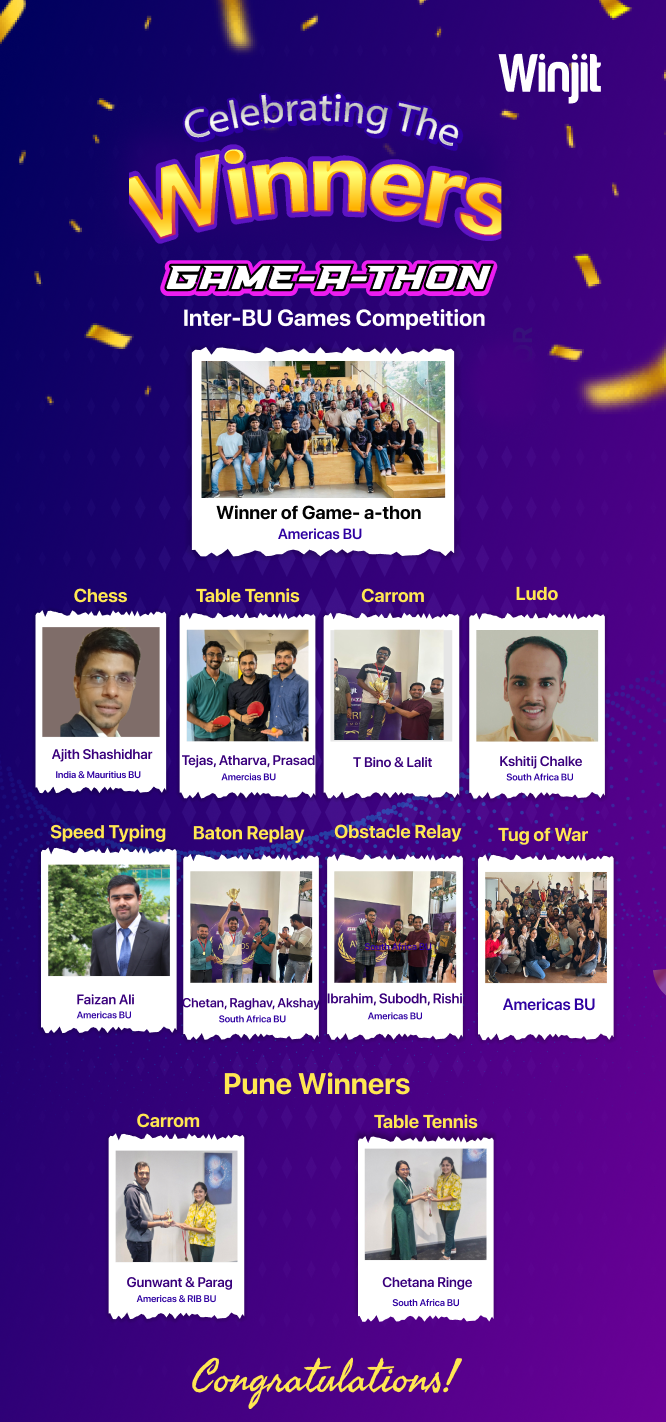 Winjit
Celebrating The
Winners
GAME-A-THON
Inter-BU Games Competition
Winner of Game- a-thon
Americas BU
Chess
Table Tennis
Carrom
Ludo
Ajith Shashidhar
India & Mauritius BU
Tejas, Atharva, Prasad
Amercias BU
T Bino & Lalit
Kshitij Chalke
South Africa BU
Speed Typing
Baton Replay
Obstacle Relay
Tug of War
South Africa BU
Faizan Ali
Americas BU
Chetan, Raghav, Akshay
South Africa BU
Ibrahim, Subodh, Rishi
Americas BU
Americas BU
Pune Winners
Carrom
Table Tennis
Gunwant & Parag
Americas & RIB BU
Chetana Ringe
South Africa BU
Congratulations!